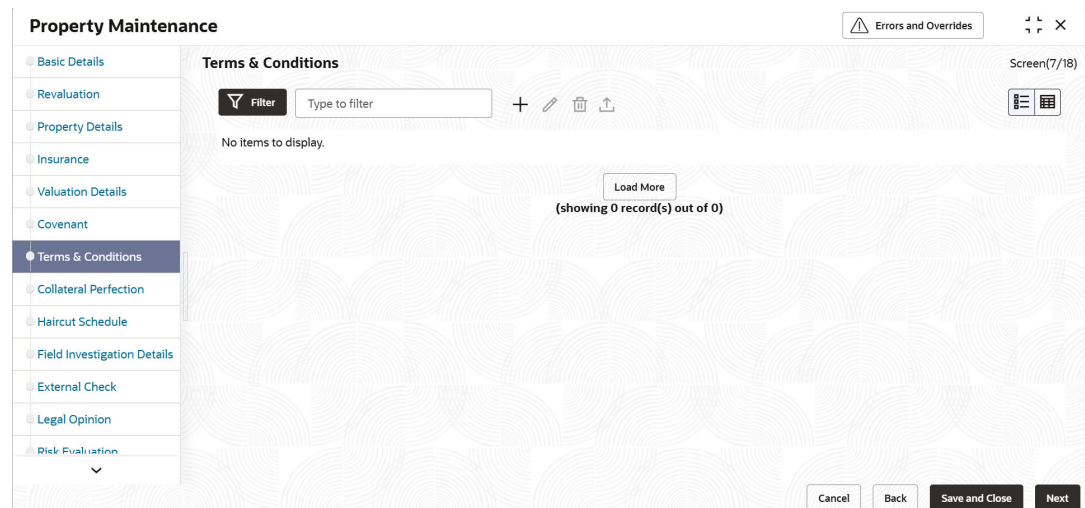 Property Maintenance
Errors and Overrides
Basic Details
Revaluation
Property Details
Insurance
Valuation Details
Covenant
Terms & Conditions
Collateral Perfection
Haircut Schedule
Field Investigation Details
External Check
Legal Opinion
Risk Evaluation
Terms & Conditions
Screen(7/18)
Filter
Type to filter
No items to display.
Load More
(showing 0 record(s) out of 0)
Cancel
Back
Save and Close
Next